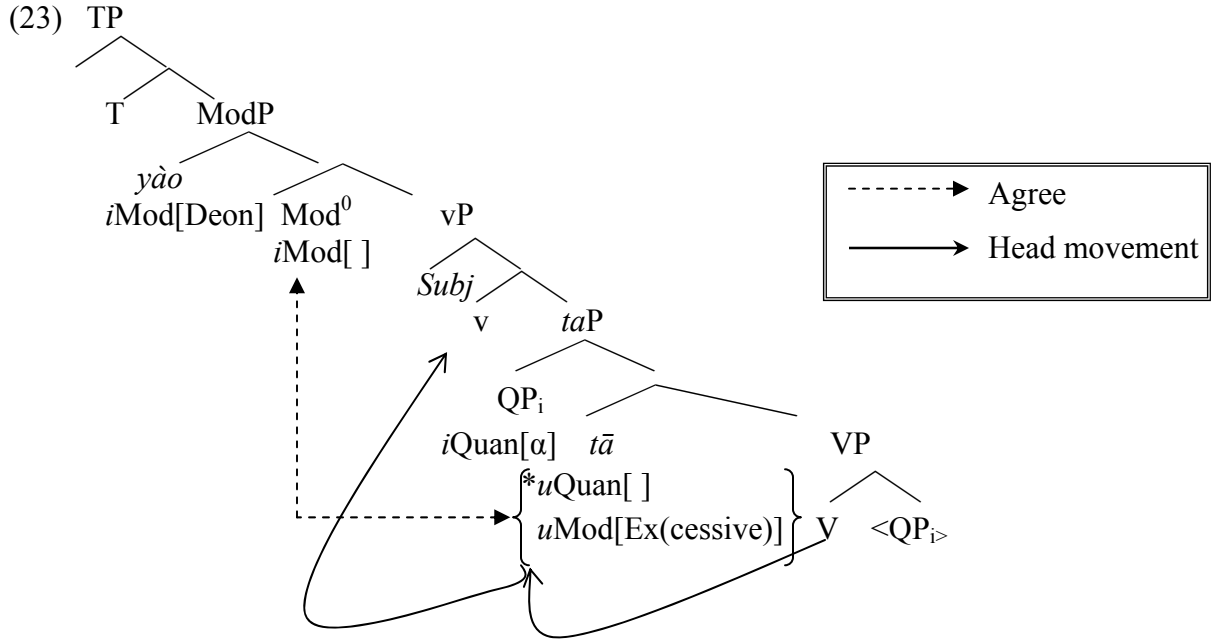 (23) TP
T ModP
yào
iMod[Deon] Mod⁰ vP
iMod[ ]
Subj
v taP
QPᵢ
iQuan[α] tā VP
*uQuan[ ]
uMod[Ex(cessive)] V <QPᵢ>
Agree
Head movement